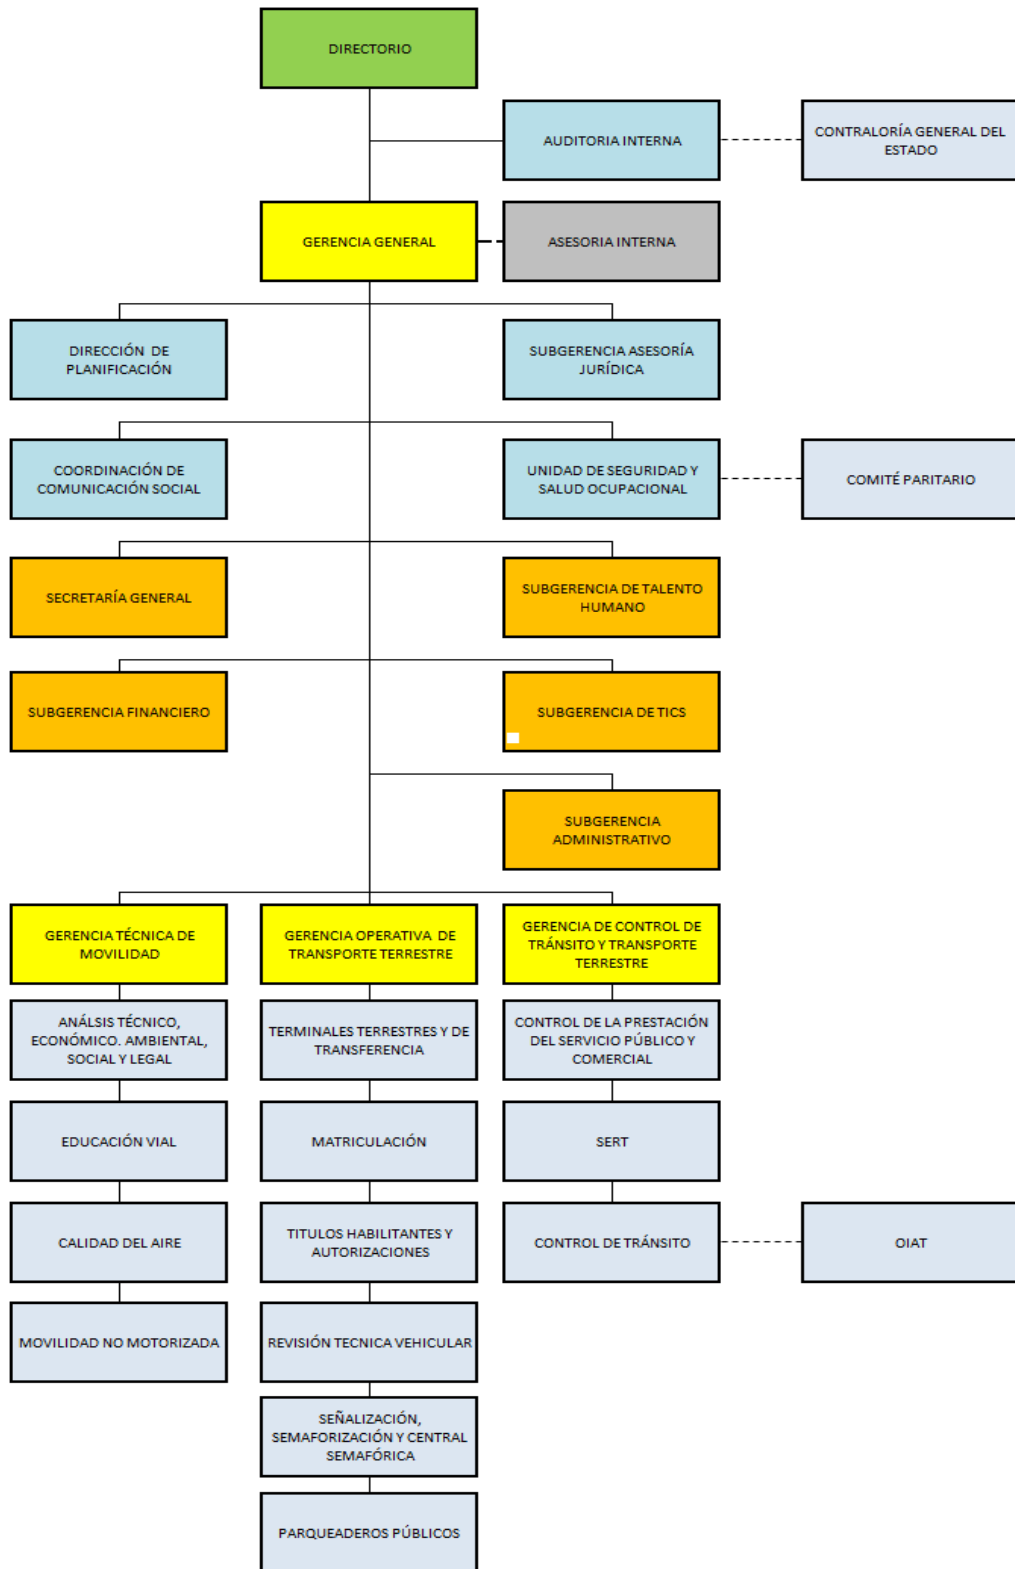 DIRECTORIO
AUDITORIA INTERNA
CONTRALORÍA GENERAL DEL
ESTADO
GERENCIA GENERAL
ASESORIA INTERNA
DIRECCIÓN DE
PLANIFICACIÓN
SUBGERENCIA ASESORÍA
JURÍDICA
COORDINACIÓN DE
COMUNICACIÓN SOCIAL
UNIDAD DE SEGURIDAD Y
SALUD OCUPACIONAL
COMITÉ PARITARIO
SECRETARÍA GENERAL
SUBGERENCIA DE TALENTO
HUMANO
SUBGERENCIA FINANCIERO
SUBGERENCIA DE TICS
SUBGERENCIA
ADMINISTRATIVO
GERENCIA TÉCNICA DE
MOVILIDAD
GERENCIA OPERATIVA DE
TRANSPORTE TERRESTRE
GERENCIA DE CONTROL DE
TRÁNSITO Y TRANSPORTE
TERRESTRE
ANÁLSIS TÉCNICO,
ECONÓMICO. AMBIENTAL,
SOCIAL Y LEGAL
TERMINALES TERRESTRES Y DE
TRANSFERENCIA
CONTROL DE LA PRESTACIÓN
DEL SERVICIO PÚBLICO Y
COMERCIAL
EDUCACIÓN VIAL
MATRICULACIÓN
SERT
CALIDAD DEL AIRE
TITULOS HABILITANTES Y
AUTORIZACIONES
CONTROL DE TRÁNSITO
OIAT
MOVILIDAD NO MOTORIZADA
REVISIÓN TECNICA VEHICULAR
SEÑALIZACIÓN,
SEMAFORIZACIÓN Y CENTRAL
SEMAFÓRICA
PARQUEADEROS PÚBLICOS